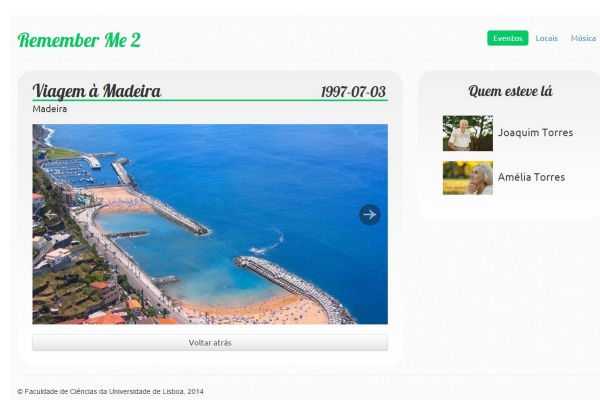 Remember Me 2
Eventos Locais Música
Viagem à Madeira 1997-07-03
Madeira
Voltar atrás
Quem esteve lá
Joaquim Torres
Amélia Torres
© Faculdade de Ciências da Universidade de Lisboa, 2014